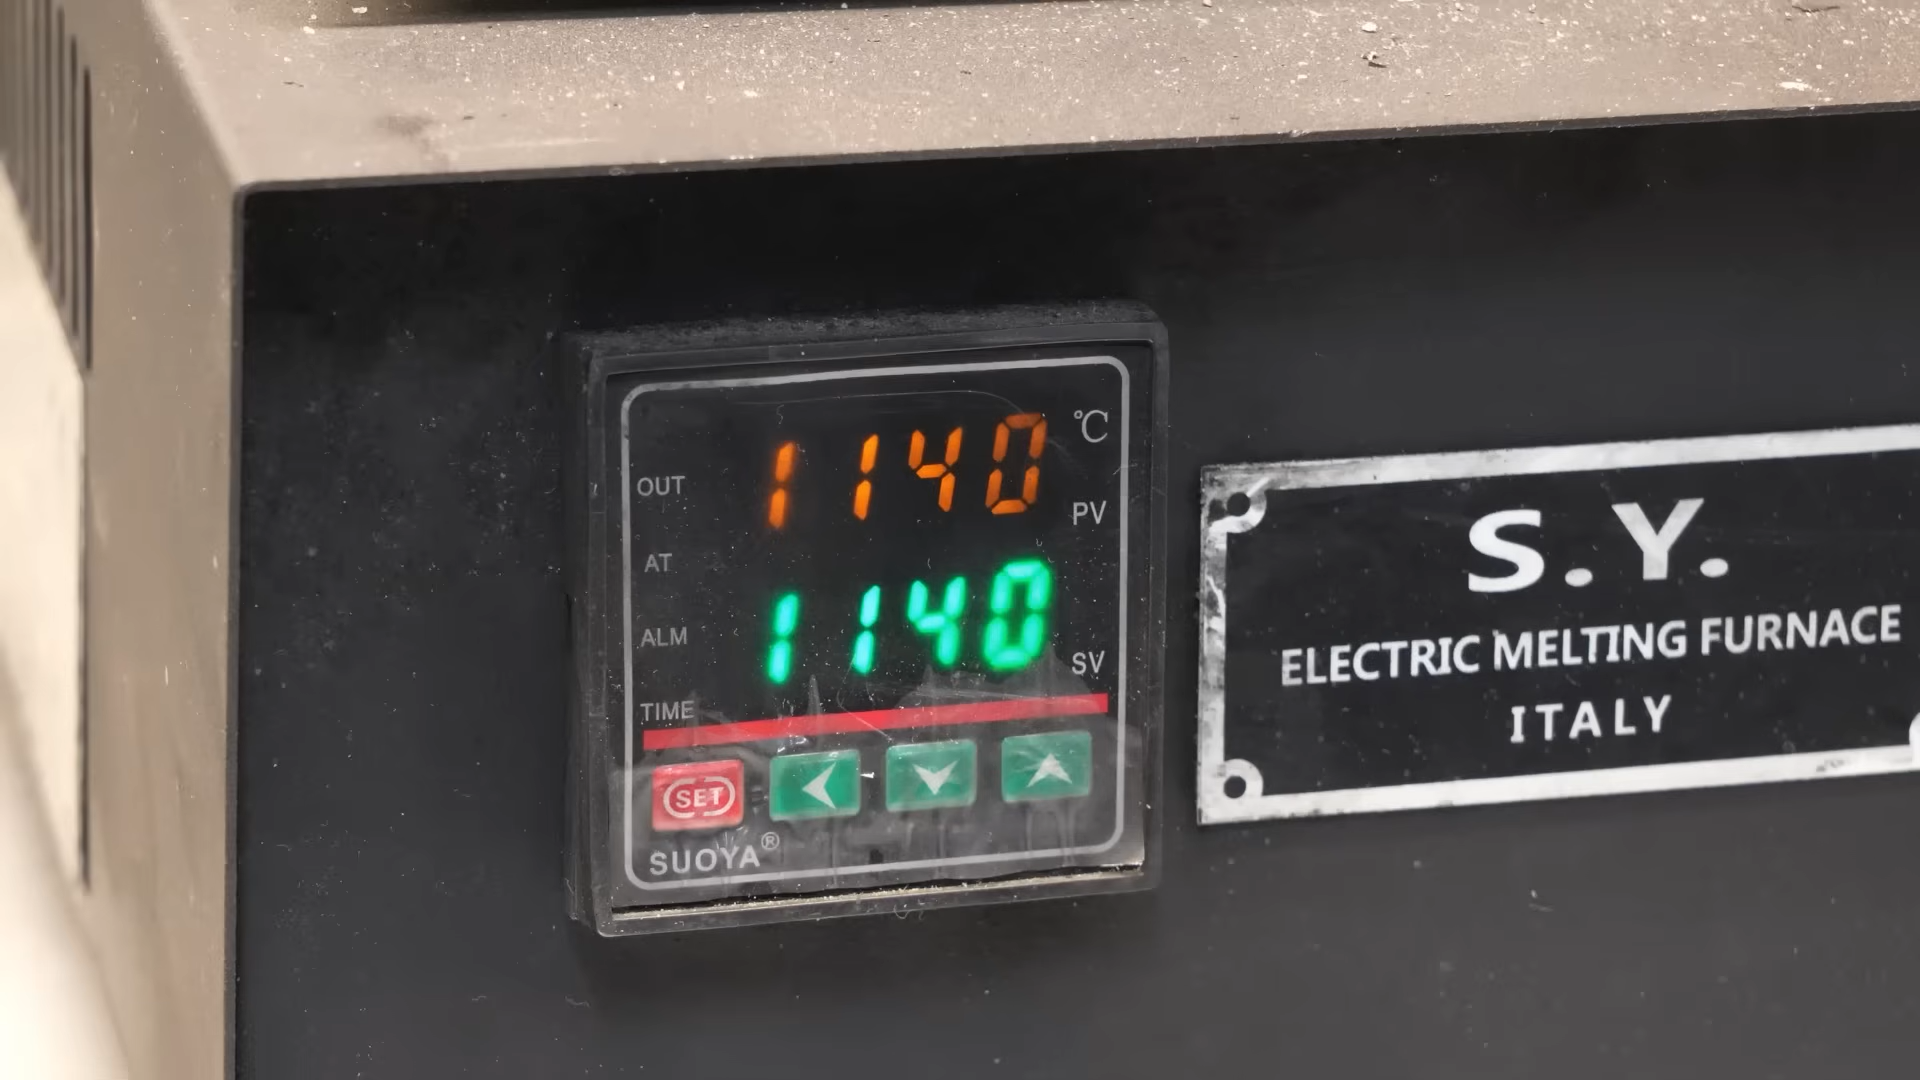 1140 °C
OUT
PV
AT
1140
ALM
SV
TIME
SET
SUOYA®
S.Y.
ELECTRIC MELTING FURNACE
ITALY